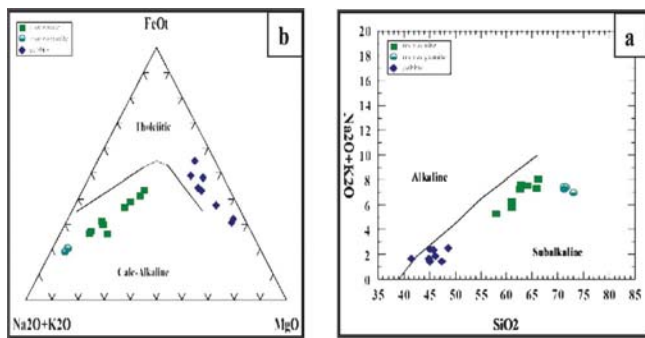 b
FeOt
Tholeiitic
Calc-Alkaline
Na2O+K2O
MgO
a
20
18
16
14
12
10
8
6
4
2
0
Na2O+K2O
Alkaline
Subalkaline
35 40 45 50 55 60 65 70 75 80 85
SiO2